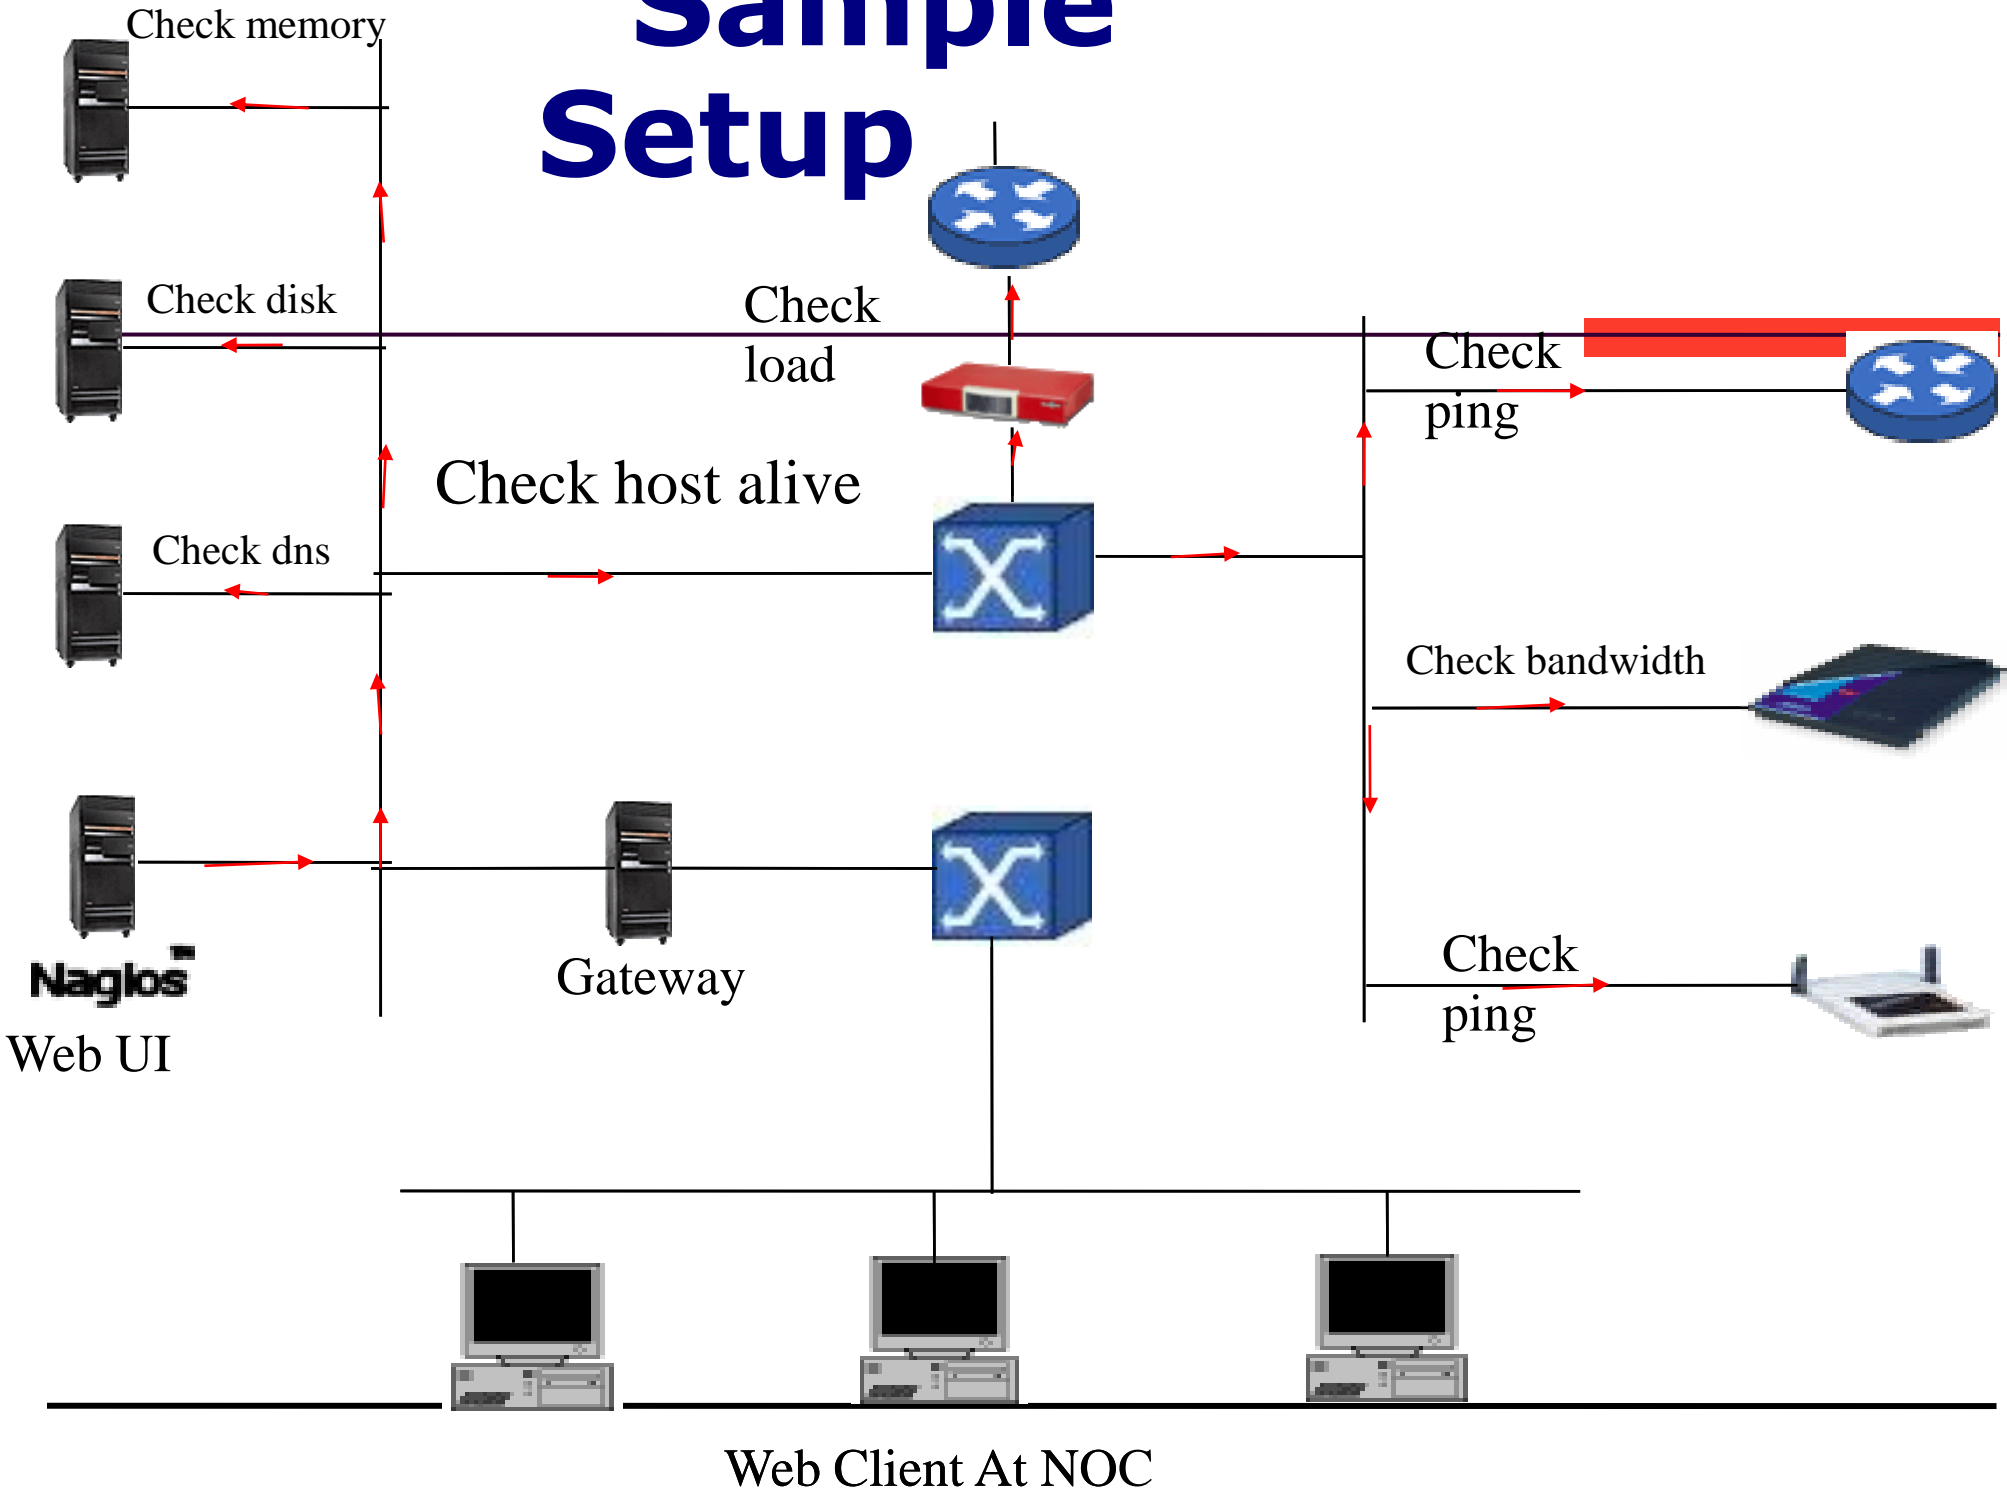 Sample
Setup
Check memory
Check disk
Check
load
Check
ping
Check host alive
Check dns
Check bandwidth
Nagios™
Gateway
Check
ping
Web UI
Web Client At NOC